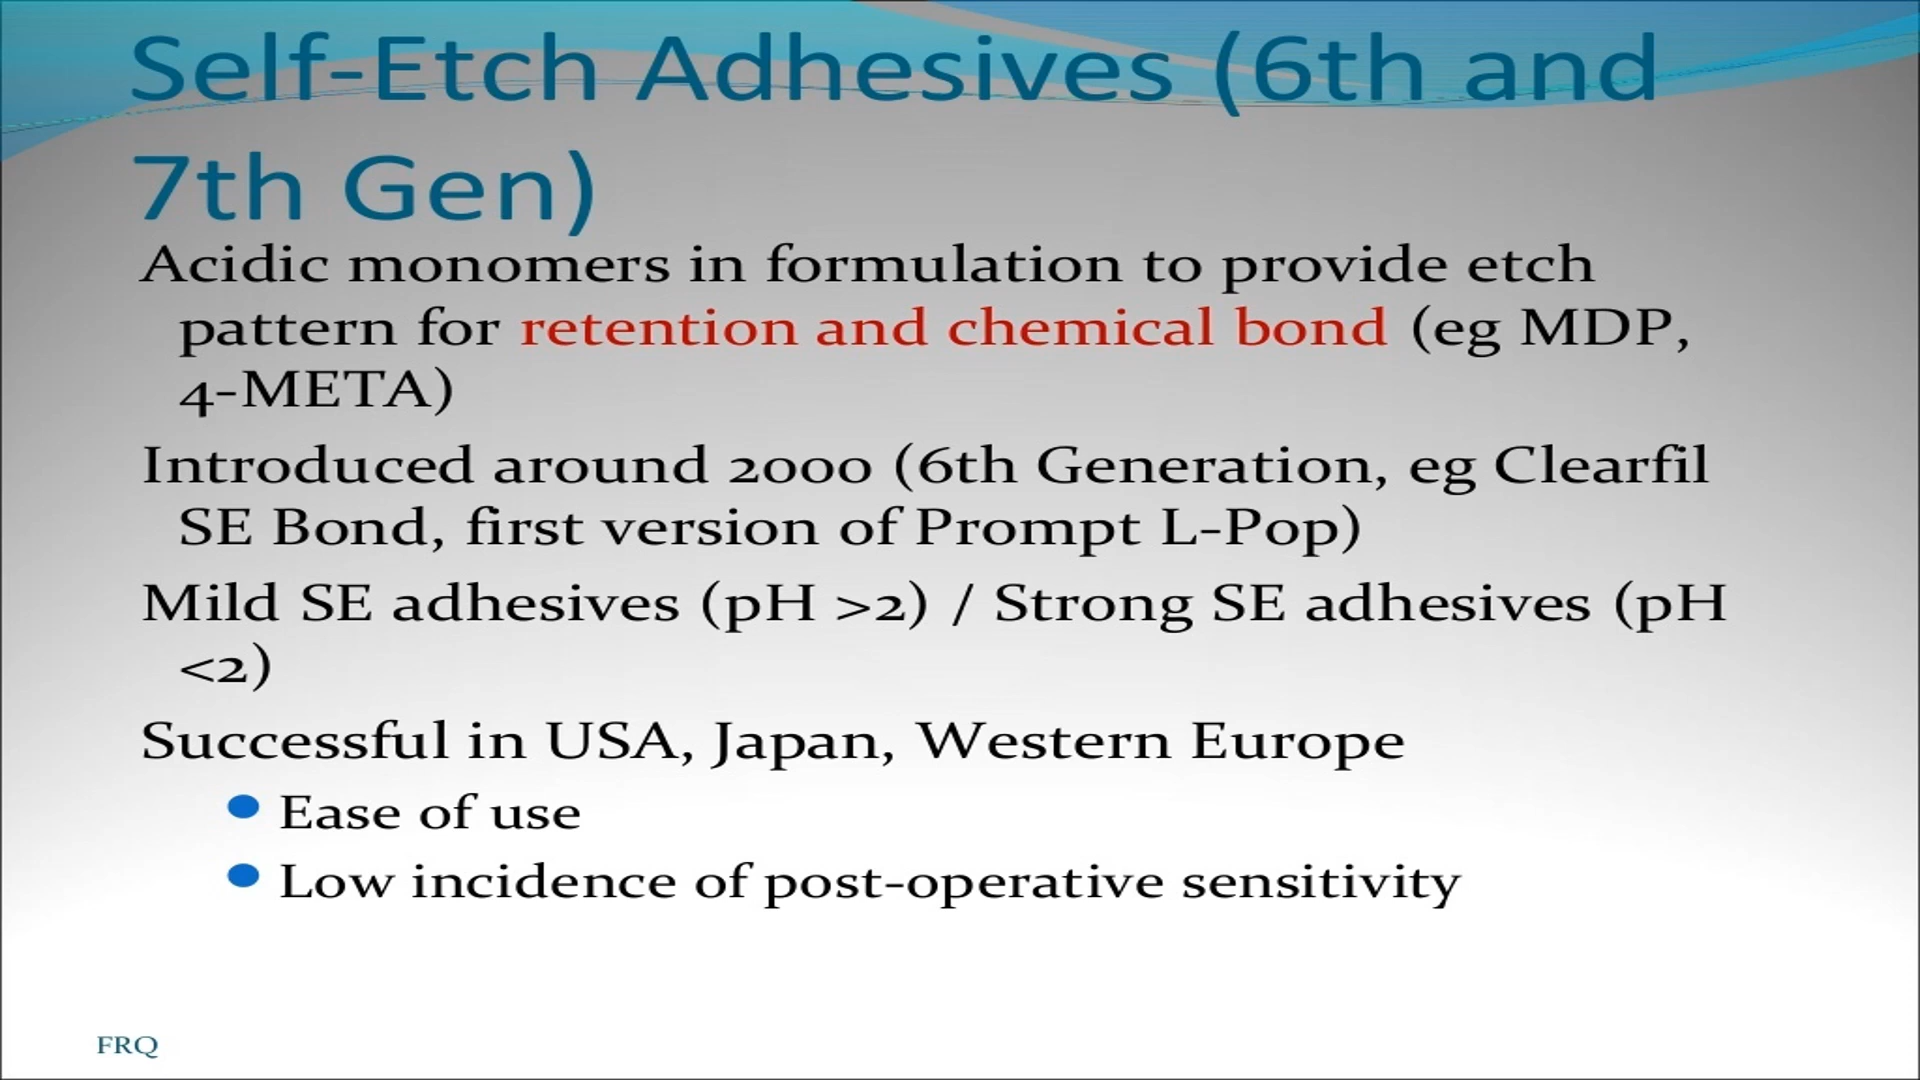 Self-Etch Adhesives (6th and
7th Gen)
Acidic monomers in formulation to provide etch
pattern for retention and chemical bond (eg MDP,
4-META)
Introduced around 2000 (6th Generation, eg Clearfil
SE Bond, first version of Prompt L-Pop)
Mild SE adhesives (pH >2) / Strong SE adhesives (pH
<2)
Successful in USA, Japan, Western Europe
Ease of use
Low incidence of post-operative sensitivity
FRQ